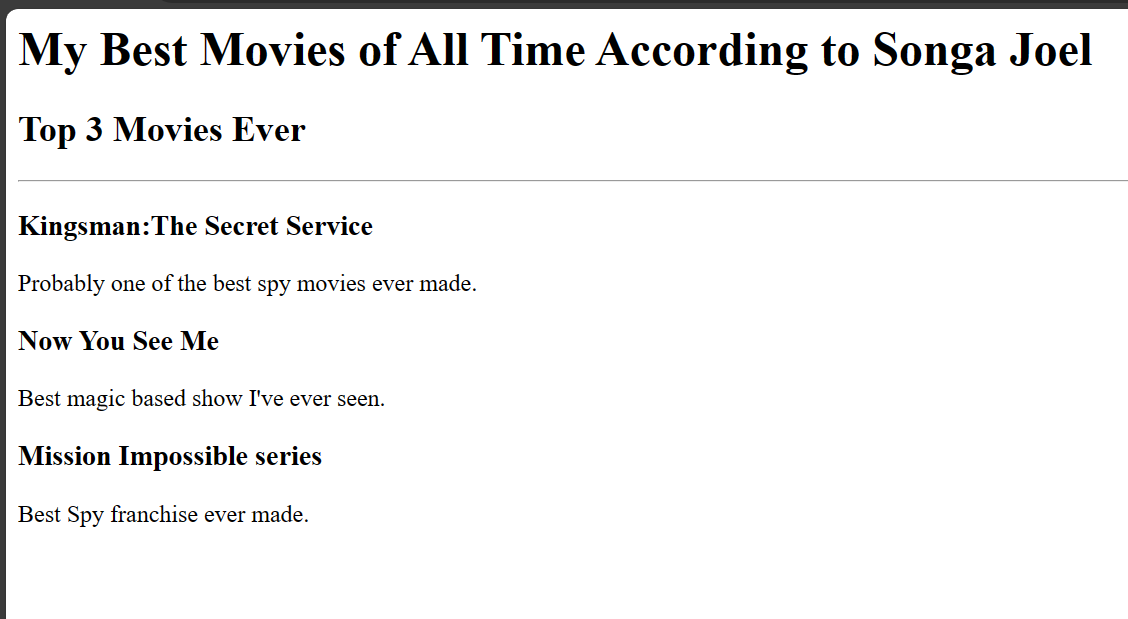 My Best Movies of All Time According to Songa Joel
Top 3 Movies Ever
Kingsman:The Secret Service
Probably one of the best spy movies ever made.
Now You See Me
Best magic based show I've ever seen.
Mission Impossible series
Best Spy franchise ever made.